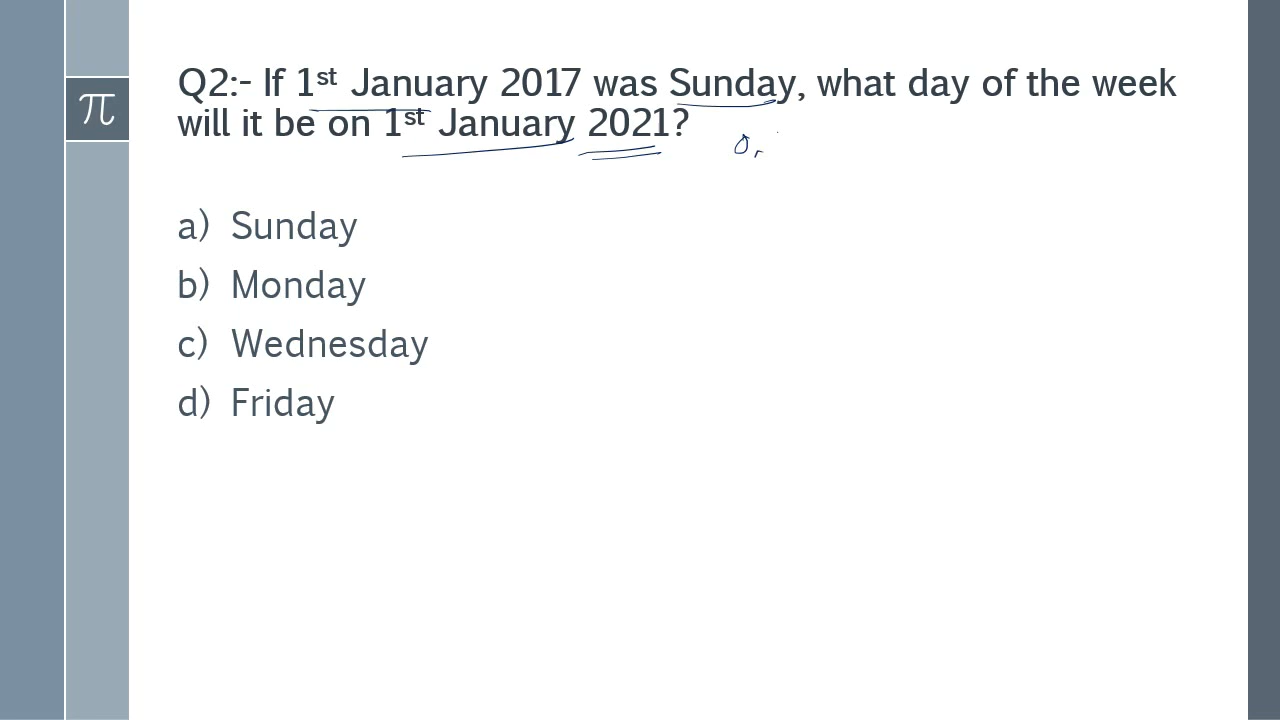 π
Q2:- If 1st January 2017 was Sunday, what day of the week
will it be on 1st January 2021?
a) Sunday
b) Monday
c) Wednesday
d) Friday